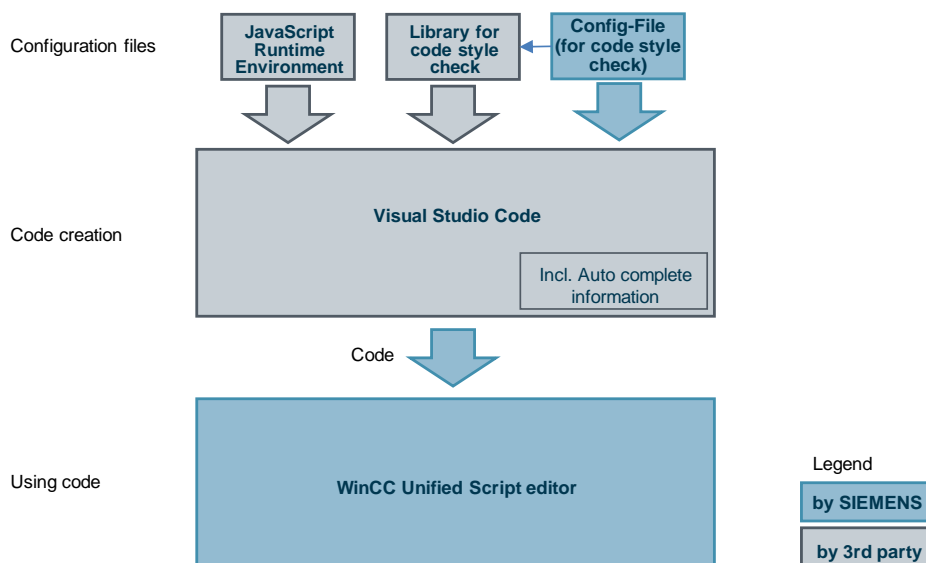 Configuration files
JavaScript
Runtime
Environment
Library for
code style
check
Config-File
(for code style
check)
Code creation
Visual Studio Code
Incl. Auto complete
information
Code
Using code
WinCC Unified Script editor
Legend
by SIEMENS
by 3rd party